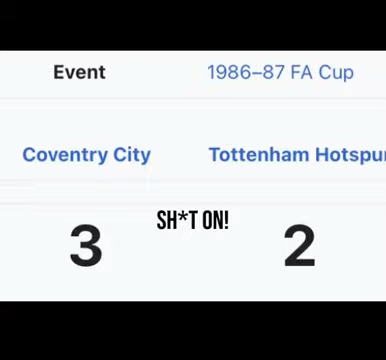 Event 1986–87 FA Cup
Coventry City Tottenham Hotspur
SH*T ON!
3 2